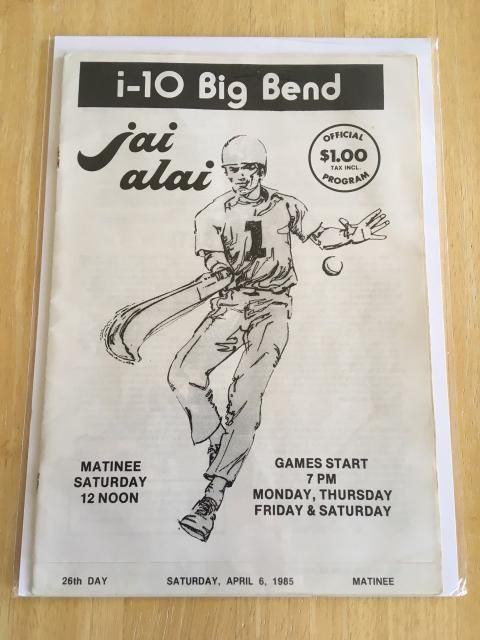 i-10 Big Bend
jai
alai
OFFICIAL
$1.00
TAX INCL.
PROGRAM
1
MATINEE
SATURDAY
12 NOON
GAMES START
7 PM
MONDAY, THURSDAY
FRIDAY & SATURDAY
26th DAY SATURDAY, APRIL 6, 1985 MATINEE